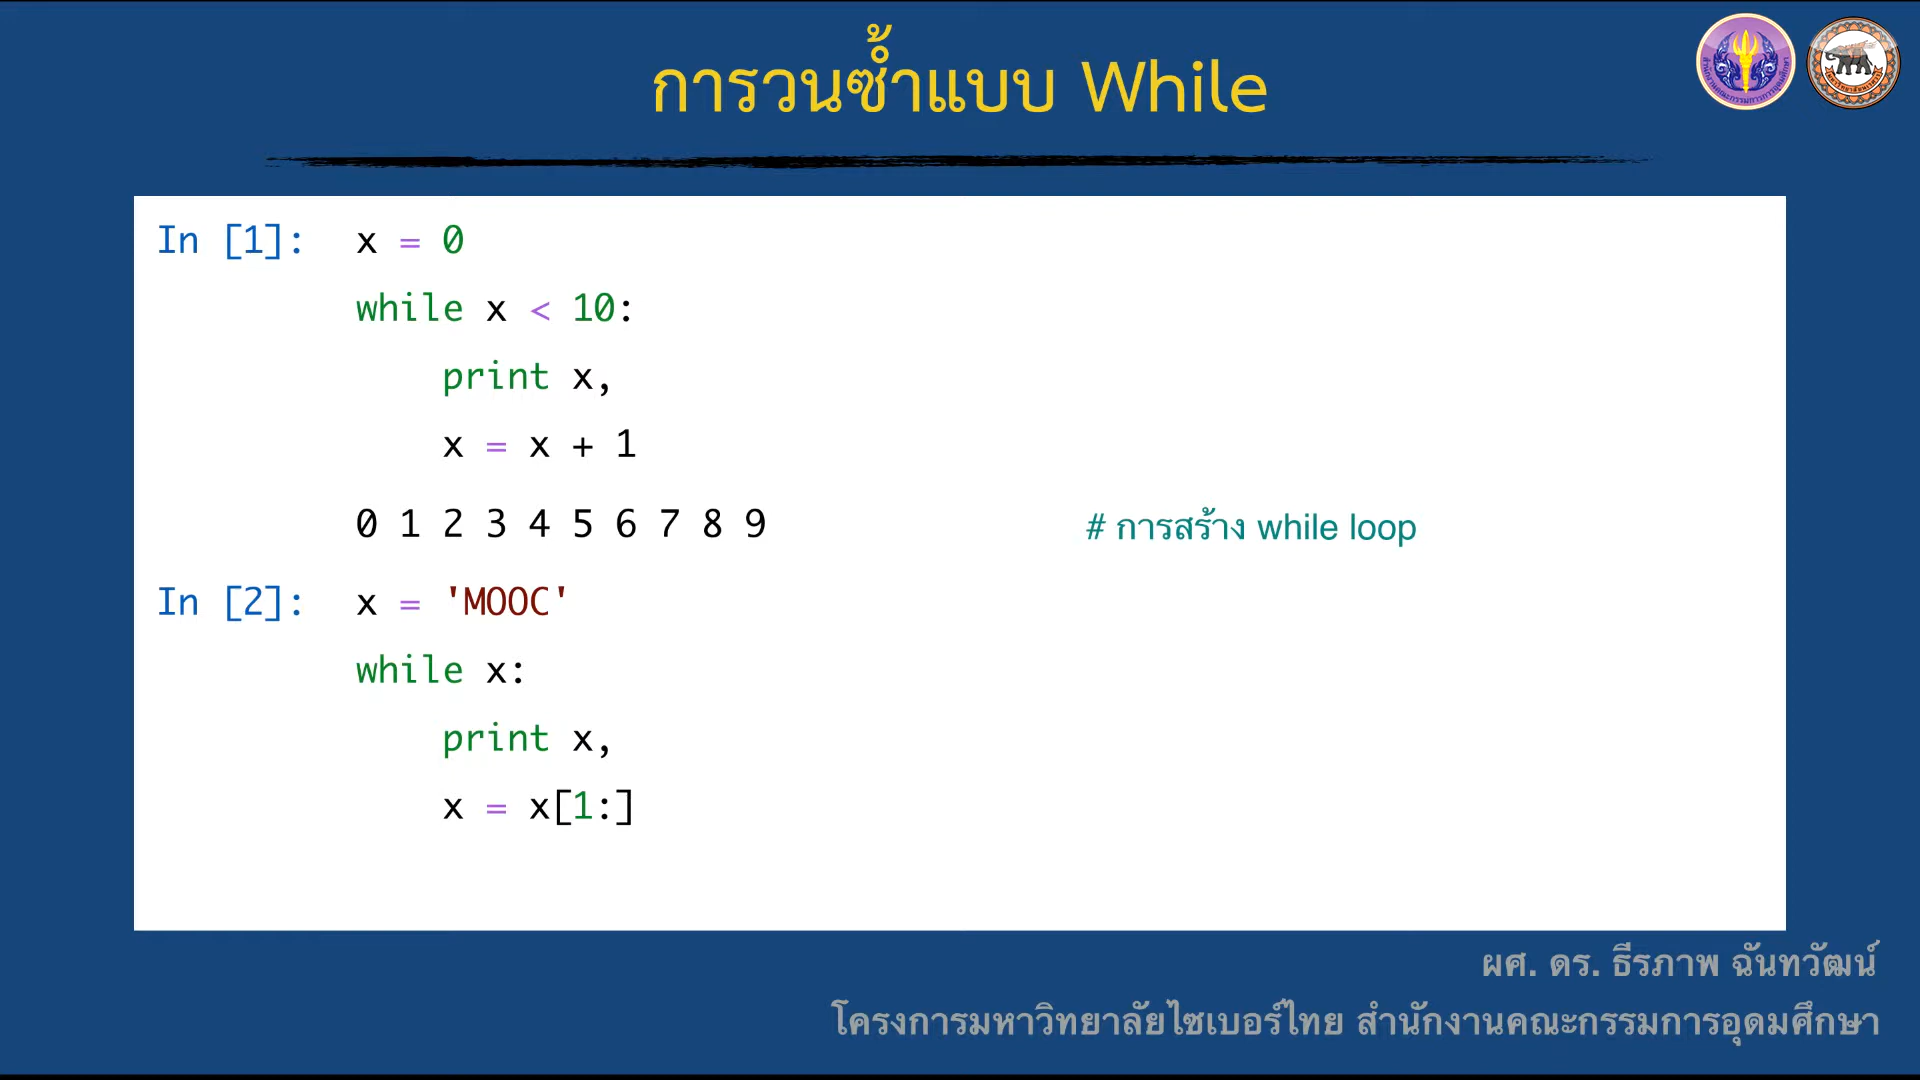 การวนซ้ำแบบ While
In [1]: x = 0
while x < 10:
print x,
x = x + 1
0 1 2 3 4 5 6 7 8 9 # การสร้าง while loop
In [2]: x = 'MOOC'
while x:
print x,
x = x[1:]
ผศ. ดร. ธีรภาพ ฉันทวัฒน์
โครงการมหาวิทยาลัยไซเบอร์ไทย สำนักงานคณะกรรมการอุดมศึกษา